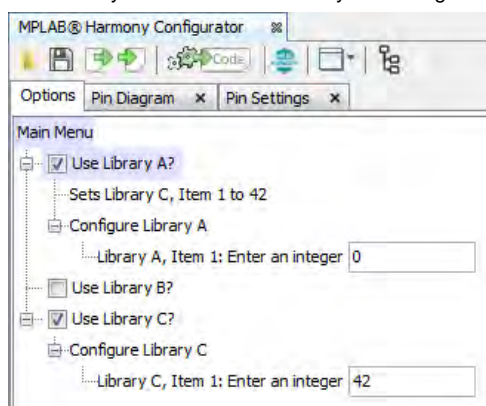 MPLAB® Harmony Configurator
Code
Options Pin Diagram Pin Settings
Main Menu
Use Library A?
Sets Library C, Item 1 to 42
Configure Library A
Library A, Item 1: Enter an integer 0
Use Library B?
Use Library C?
Configure Library C
Library C, Item 1: Enter an integer 42